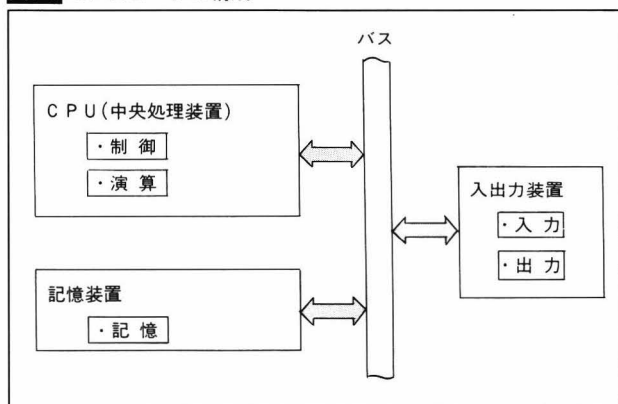 バス
CPU(中央処理装置)
・制御
・演算
入出力装置
・入力
・出力
記憶装置
・記憶